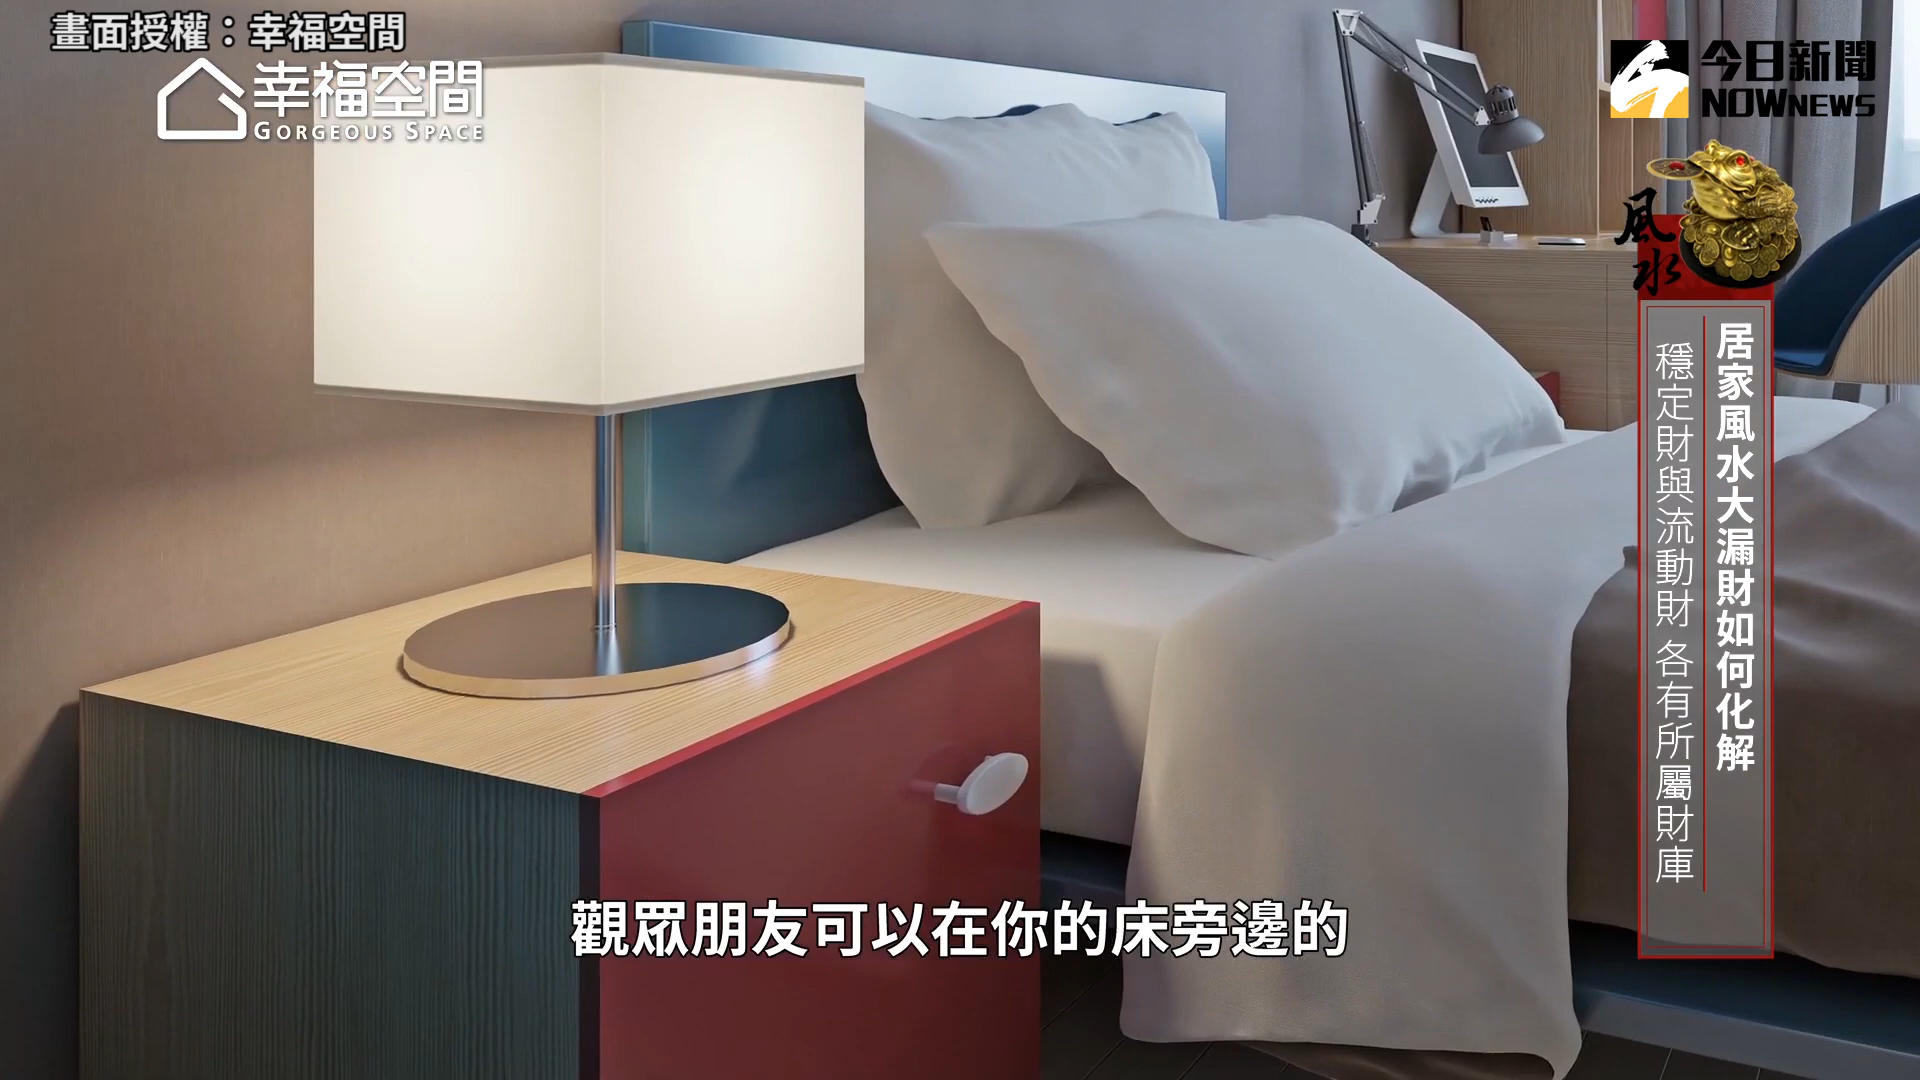 畫面授權：幸福空間
幸福空間
GORGEOUS SPACE
今日新聞
NOWNEWS
風水
居家風水大漏財如何化解
穩定財與流動財 各有所屬財庫
觀眾朋友可以在你的床旁邊的